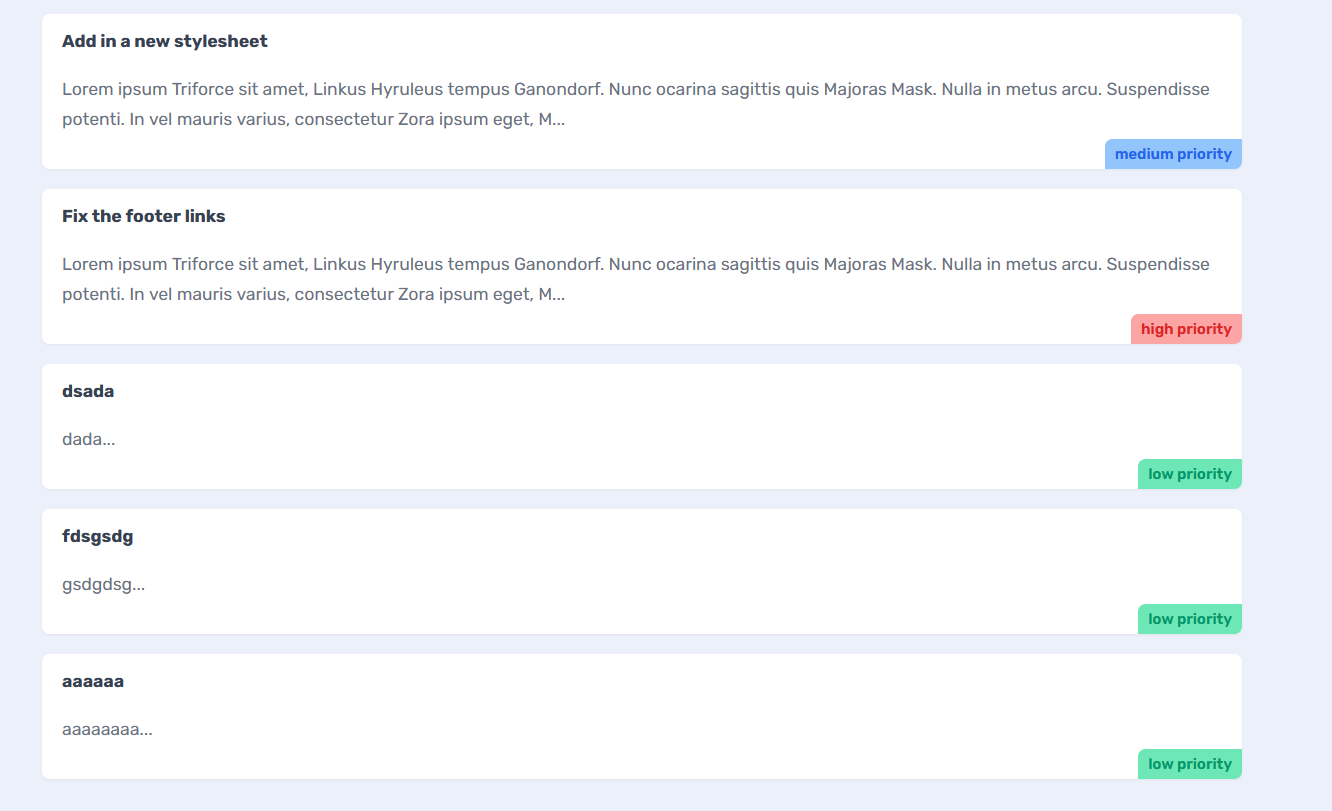 Add in a new stylesheet
Lorem ipsum Triforce sit amet, Linkus Hyruleus tempus Ganondorf. Nunc ocarina sagittis quis Majoras Mask. Nulla in metus arcu. Suspendisse
potenti. In vel mauris varius, consectetur Zora ipsum eget, M...
medium priority
Fix the footer links
Lorem ipsum Triforce sit amet, Linkus Hyruleus tempus Ganondorf. Nunc ocarina sagittis quis Majoras Mask. Nulla in metus arcu. Suspendisse
potenti. In vel mauris varius, consectetur Zora ipsum eget, M...
high priority
dsada
dada...
low priority
fdsgsdg
gsdgdsg...
low priority
aaaaaa
aaaaaaaa...
low priority